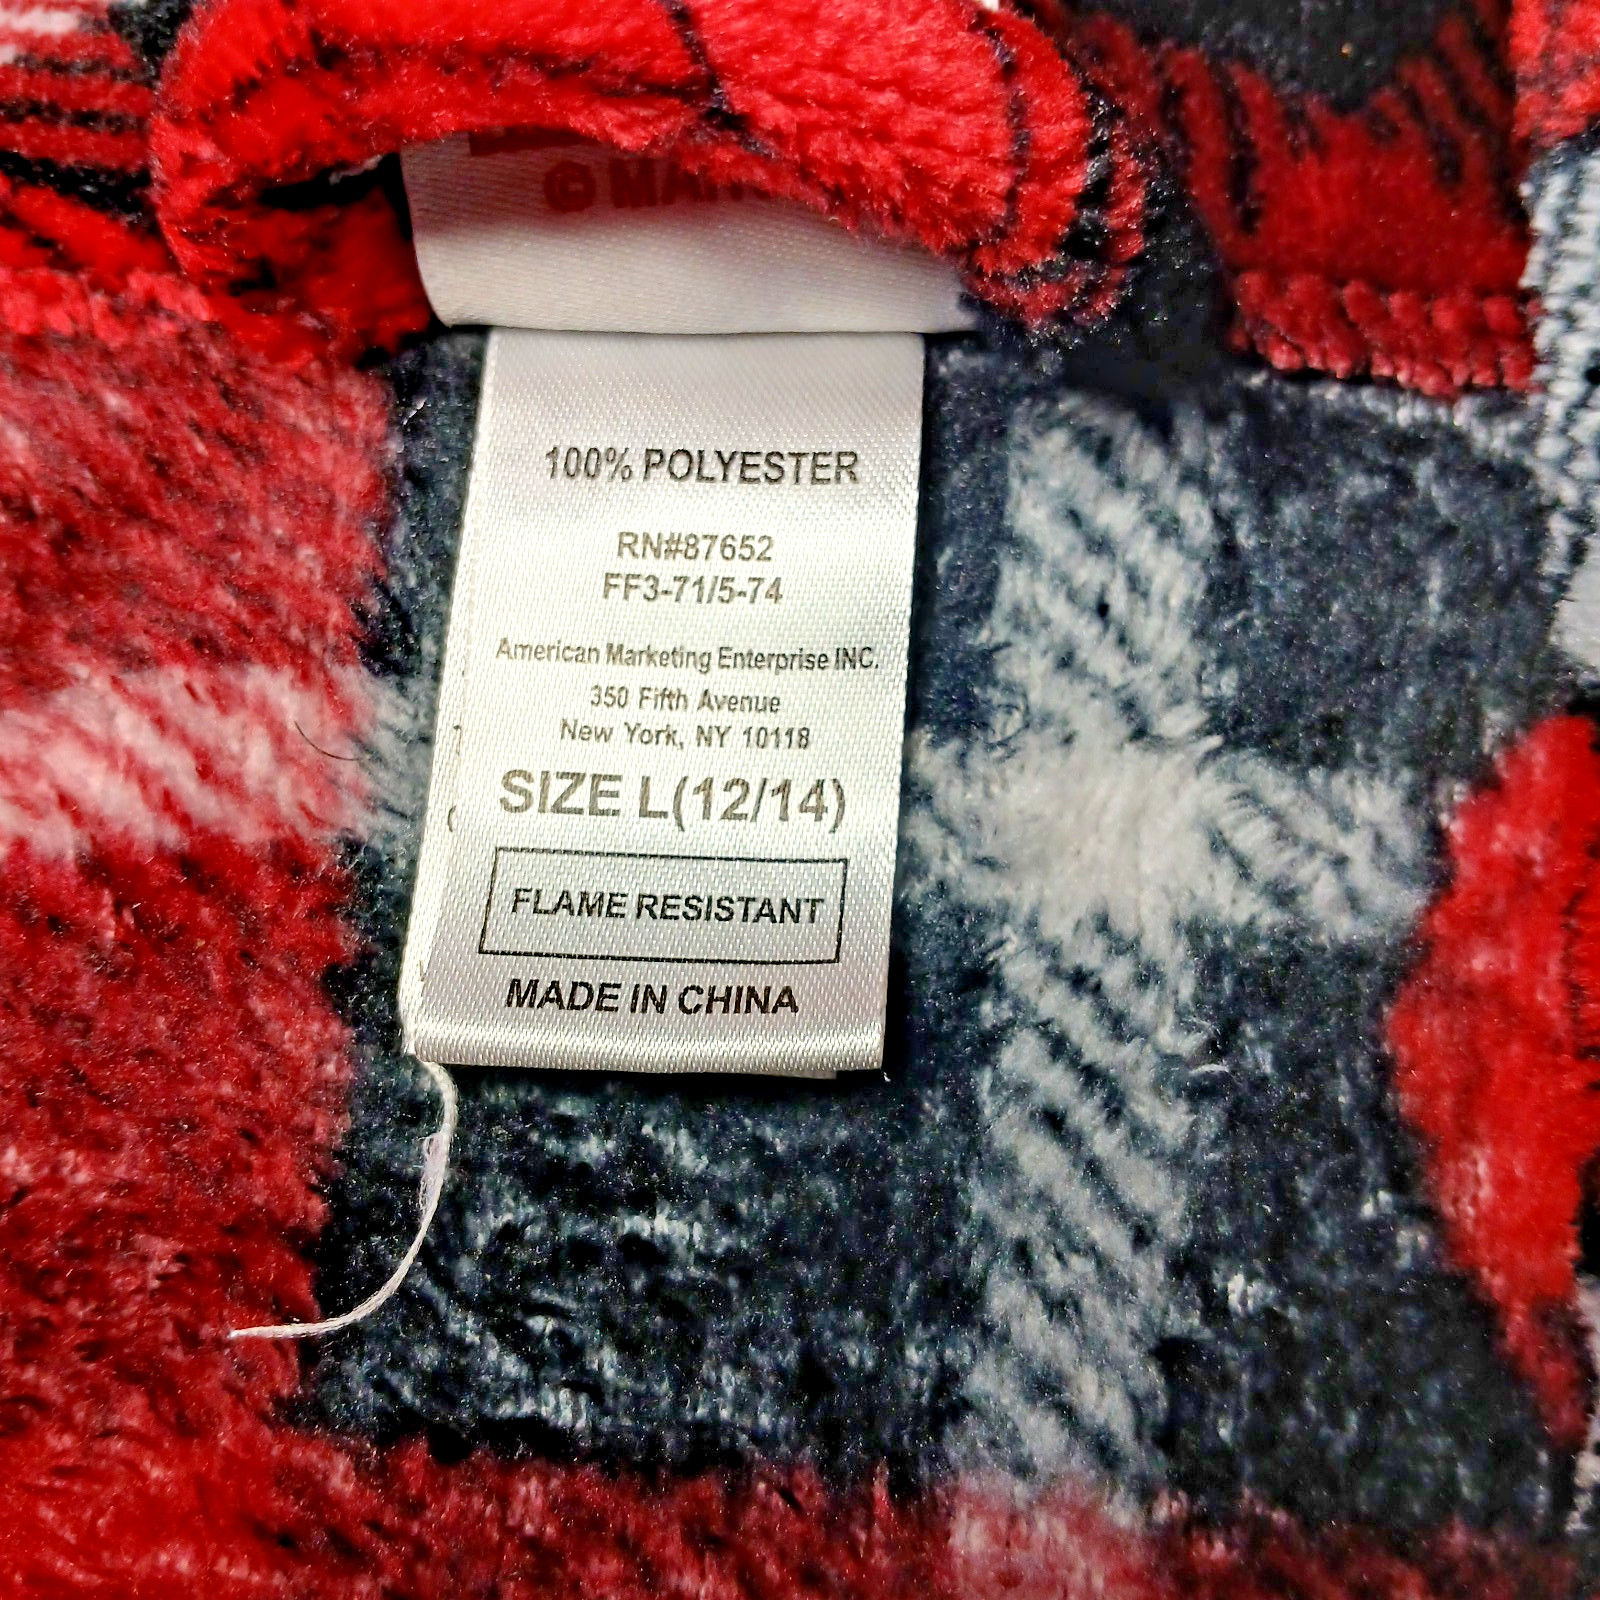 ©
100% POLYESTER
RN#87652
FF3-71/5-74
American Marketing Enterprise INC.
350 Fifth Avenue
New York, NY 10118
SIZE L(12/14)
FLAME RESISTANT
MADE IN CHINA